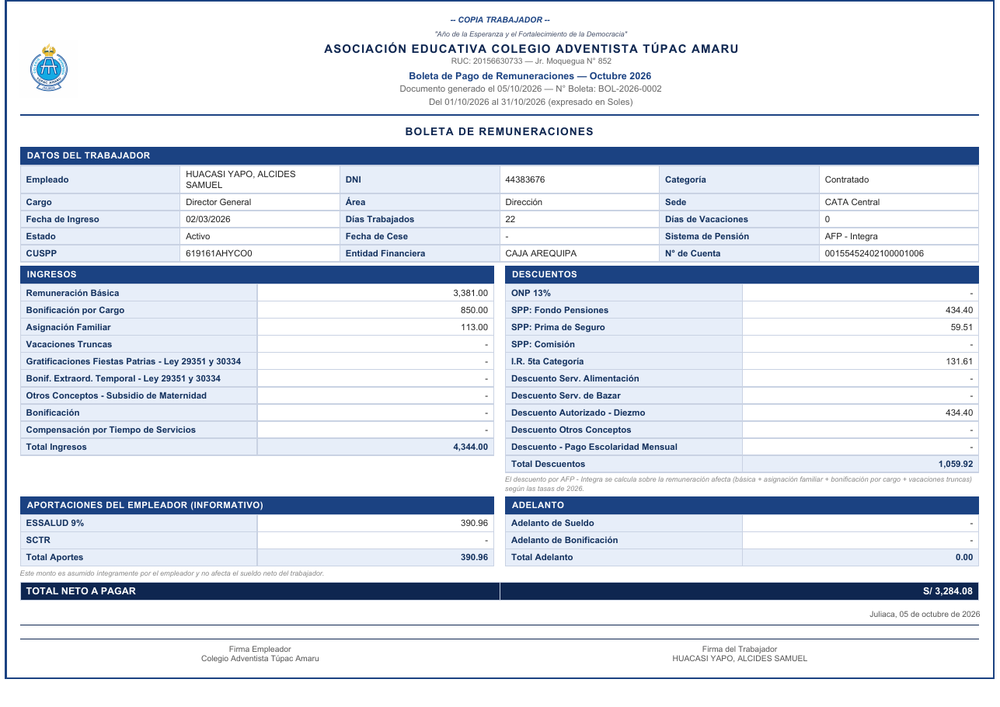 -- COPIA TRABAJADOR --
"Año de la Esperanza y el Fortalecimiento de la Democracia"
ASOCIACIÓN EDUCATIVA COLEGIO ADVENTISTA TÚPAC AMARU
RUC: 20156630733 — Jr. Moquegua N° 852
Boleta de Pago de Remuneraciones — Octubre 2026
Documento generado el 05/10/2026 — N° Boleta: BOL-2026-0002
Del 01/10/2026 al 31/10/2026 (expresado en Soles)
TÚPAC AMARU
BOLETA DE REMUNERACIONES
DATOS DEL TRABAJADOR
Empleado HUACASI YAPO, ALCIDES SAMUEL DNI 44383676 Categoría Contratado
Cargo Director General Área Dirección Sede CATA Central
Fecha de Ingreso 02/03/2026 Días Trabajados 22 Días de Vacaciones 0
Estado Activo Fecha de Cese - Sistema de Pensión AFP - Integra
CUSPP 619161AHYCO0 Entidad Financiera CAJA AREQUIPA N° de Cuenta 00155452402100001006
INGRESOS
Remuneración Básica 3,381.00
Bonificación por Cargo 850.00
Asignación Familiar 113.00
Vacaciones Truncas -
Gratificaciones Fiestas Patrias - Ley 29351 y 30334 -
Bonif. Extraord. Temporal - Ley 29351 y 30334 -
Otros Conceptos - Subsidio de Maternidad -
Bonificación -
Compensación por Tiempo de Servicios -
Total Ingresos 4,344.00
DESCUENTOS
ONP 13% -
SPP: Fondo Pensiones 434.40
SPP: Prima de Seguro 59.51
SPP: Comisión -
I.R. 5ta Categoría 131.61
Descuento Serv. Alimentación -
Descuento Serv. de Bazar -
Descuento Autorizado - Diezmo 434.40
Descuento Otros Conceptos -
Descuento - Pago Escolaridad Mensual -
Total Descuentos 1,059.92
El descuento por AFP - Integra se calcula sobre la remuneración afecta (básica + asignación familiar + bonificación por cargo + vacaciones truncas)
según las tasas de 2026.
APORTACIONES DEL EMPLEADOR (INFORMATIVO)
ESSALUD 9% 390.96
SCTR -
Total Aportes 390.96
Este monto es asumido íntegramente por el empleador y no afecta el sueldo neto del trabajador.
ADELANTO
Adelanto de Sueldo -
Adelanto de Bonificación -
Total Adelanto 0.00
TOTAL NETO A PAGAR S/ 3,284.08
Juliaca, 05 de octubre de 2026
Firma Empleador
Colegio Adventista Túpac Amaru
Firma del Trabajador
HUACASI YAPO, ALCIDES SAMUEL